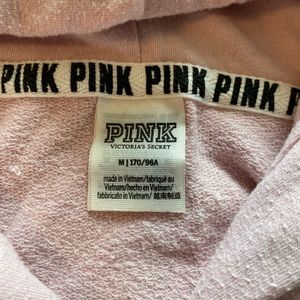 PINK PINK PINK PINK PINK P
PINK
VICTORIA'S SECRET
M | 170/96A
made in Vietnam/fabriqué au
Vietnam/hecho en Vietnam/
fabbricato in Vietnam/ 越南制造